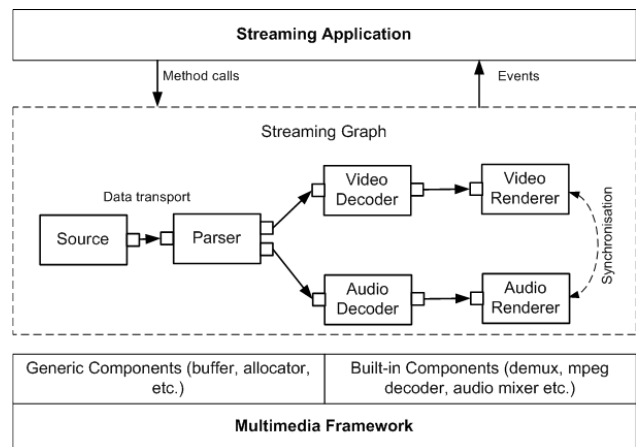 Streaming Application
Method calls
Events
Streaming Graph
Data transport
Source
Parser
Video
Decoder
Video
Renderer
Audio
Decoder
Audio
Renderer
Synchronisation
Generic Components (buffer, allocator,
etc.)
Built-in Components (demux, mpeg
decoder, audio mixer etc.)
Multimedia Framework